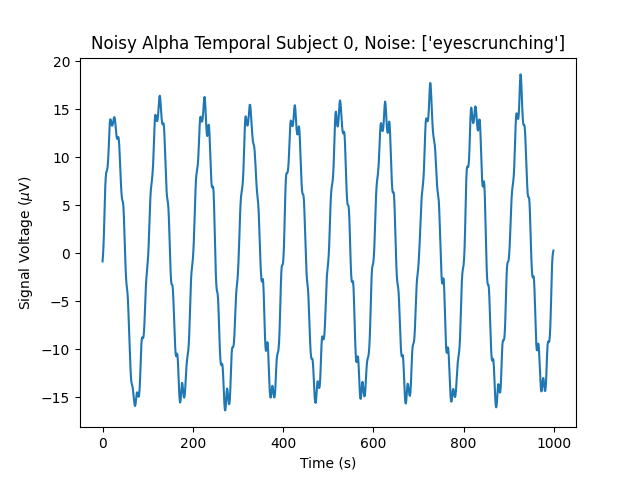 Noisy Alpha Temporal Subject 0, Noise: ['eyescrunching']
20
15
10
5
0
−5
−10
−15
Signal Voltage (μV)
0 200 400 600 800 1000
Time (s)